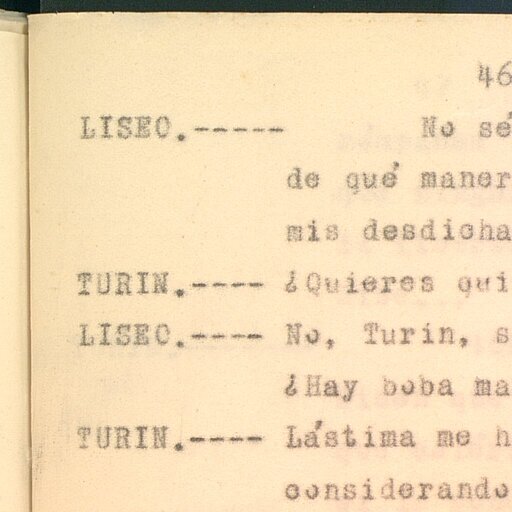 46
LISEO.----- No sé
de qué maner
mis desdicha
TURIN.---- ¿Quieres qui
LISEO.---- No, Turin, s
¿Hay boba ma
TURIN.---- Lástima me h
considerando